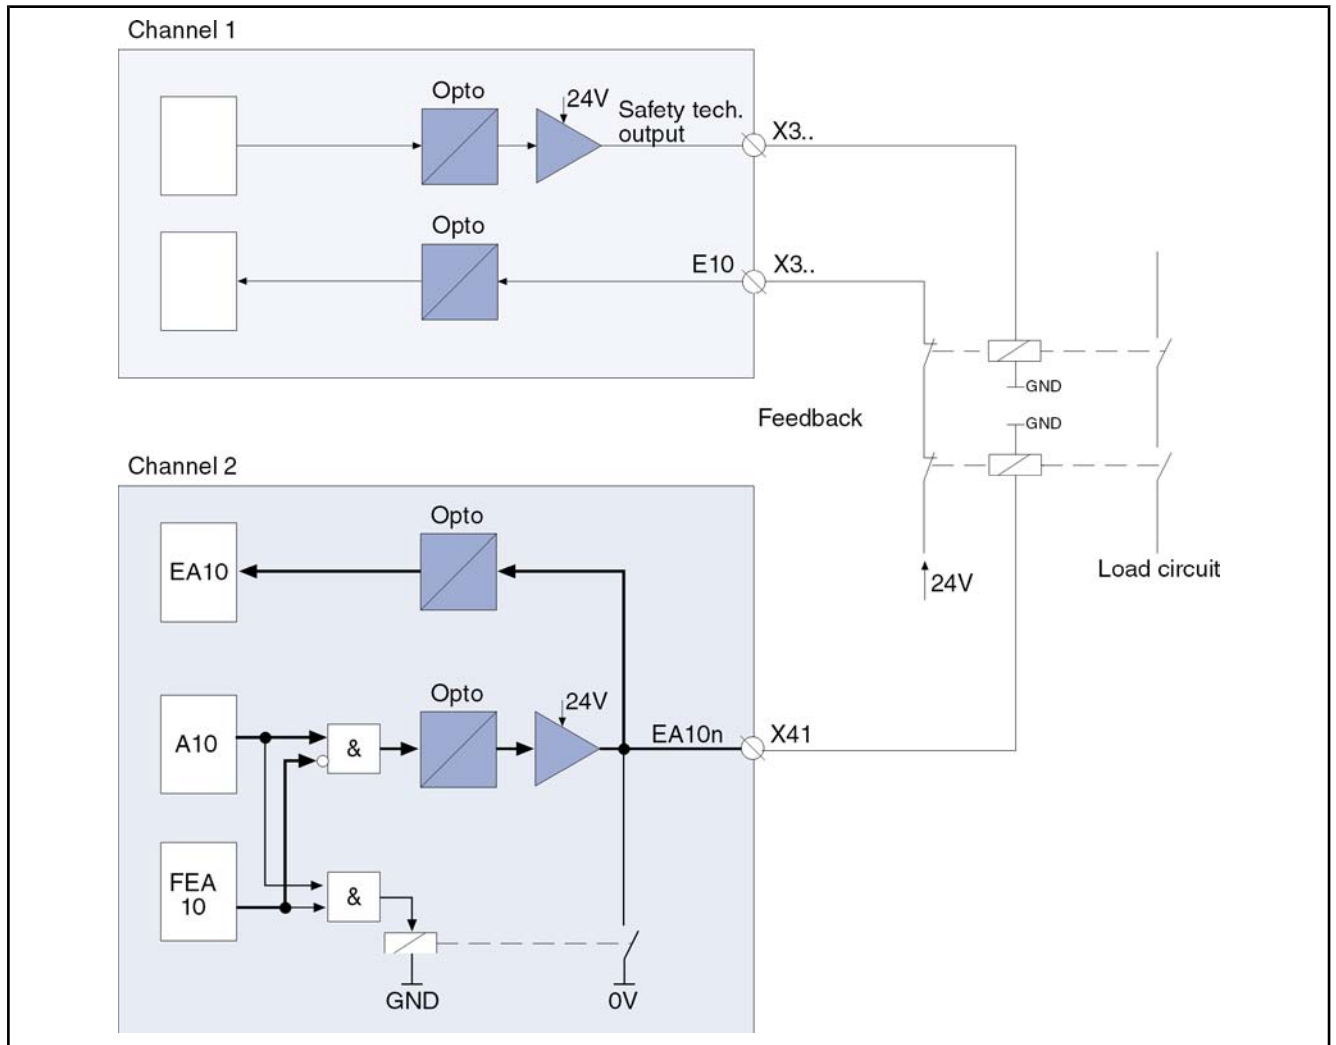 Channel 1
Opto
24V
Safety tech.
output
X3..
Opto
E10
X3..
GND
Feedback
GND
Channel 2
Opto
EA10
24V
Load circuit
Opto
24V
A10
&
EA10n
X41
FEA
10
&
GND
0V